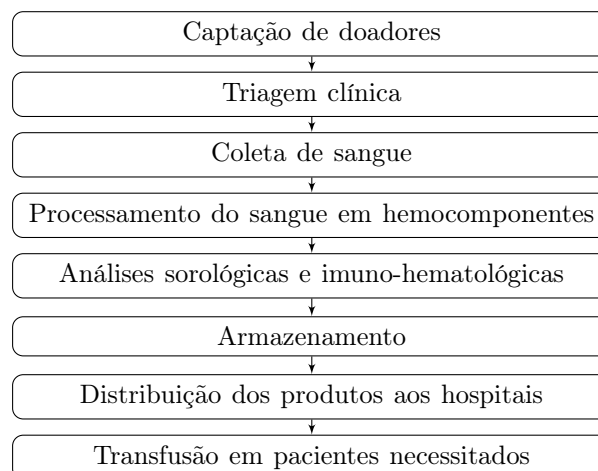 Captação de doadores
Triagem clínica
Coleta de sangue
Processamento do sangue em hemocomponentes
Análises sorológicas e imuno-hematológicas
Armazenamento
Distribuição dos produtos aos hospitais
Transfusão em pacientes necessitados